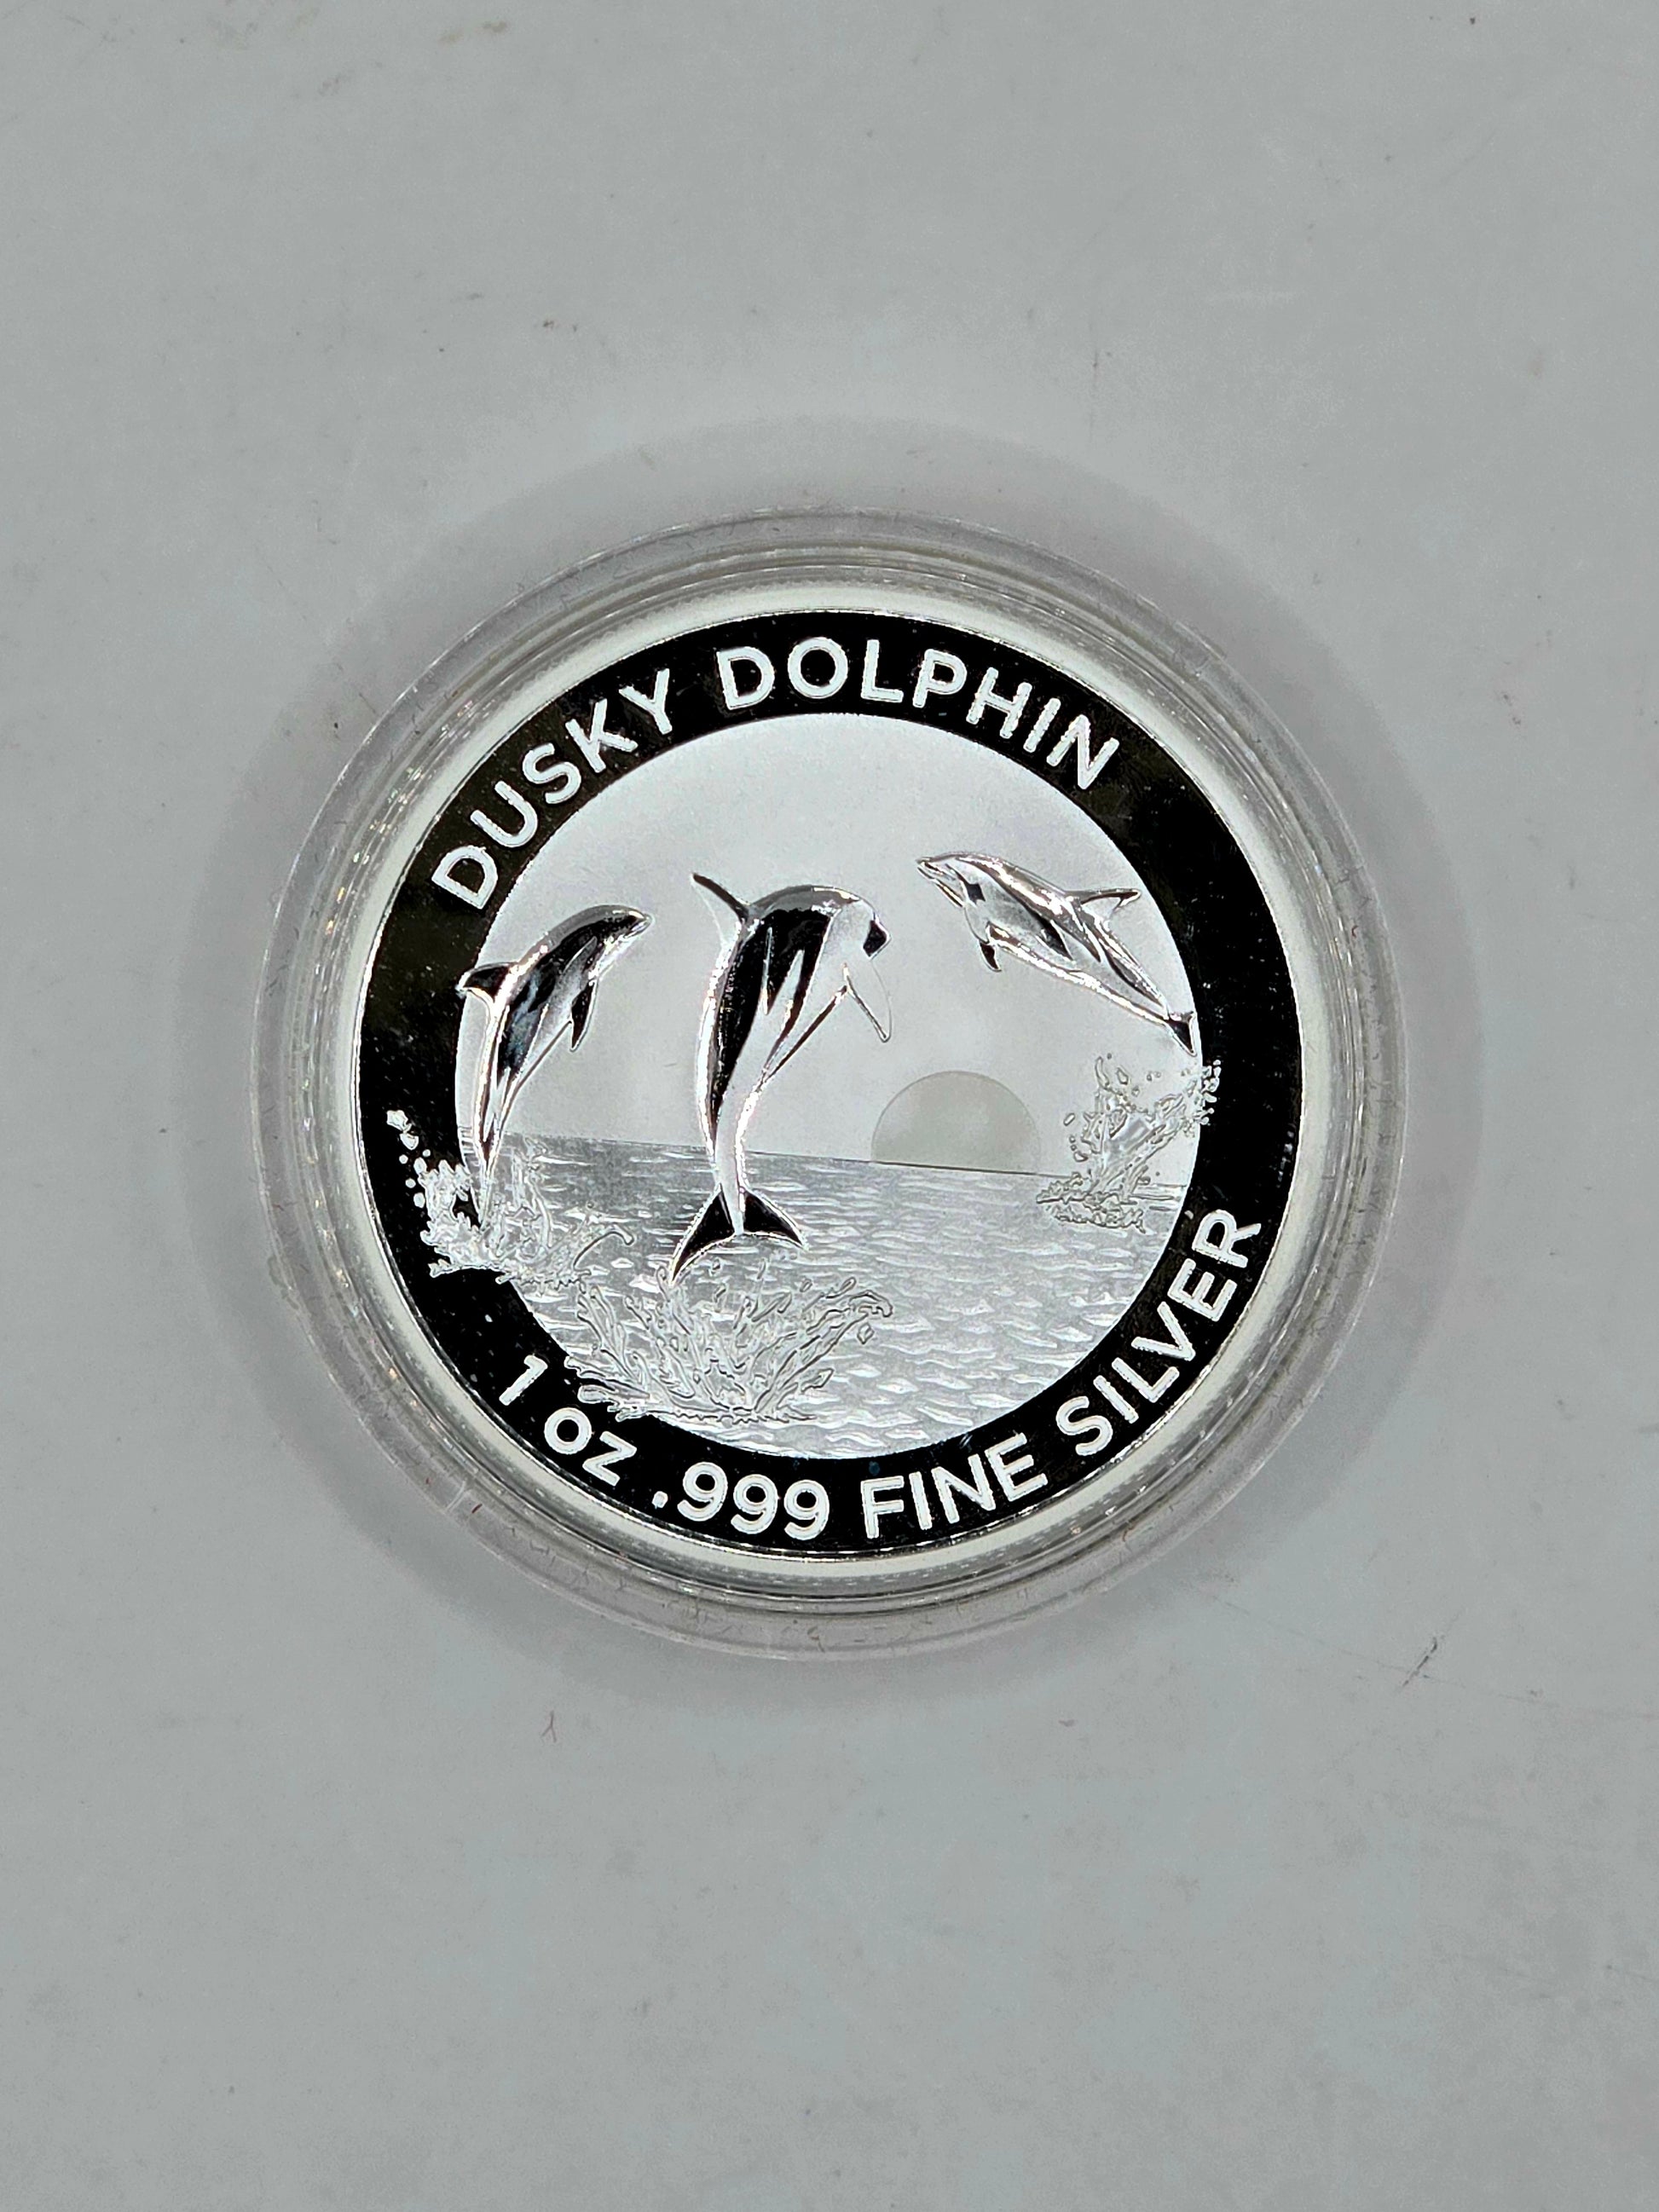 DUSKY DOLPHIN
1 oz .999 FINE SILVER